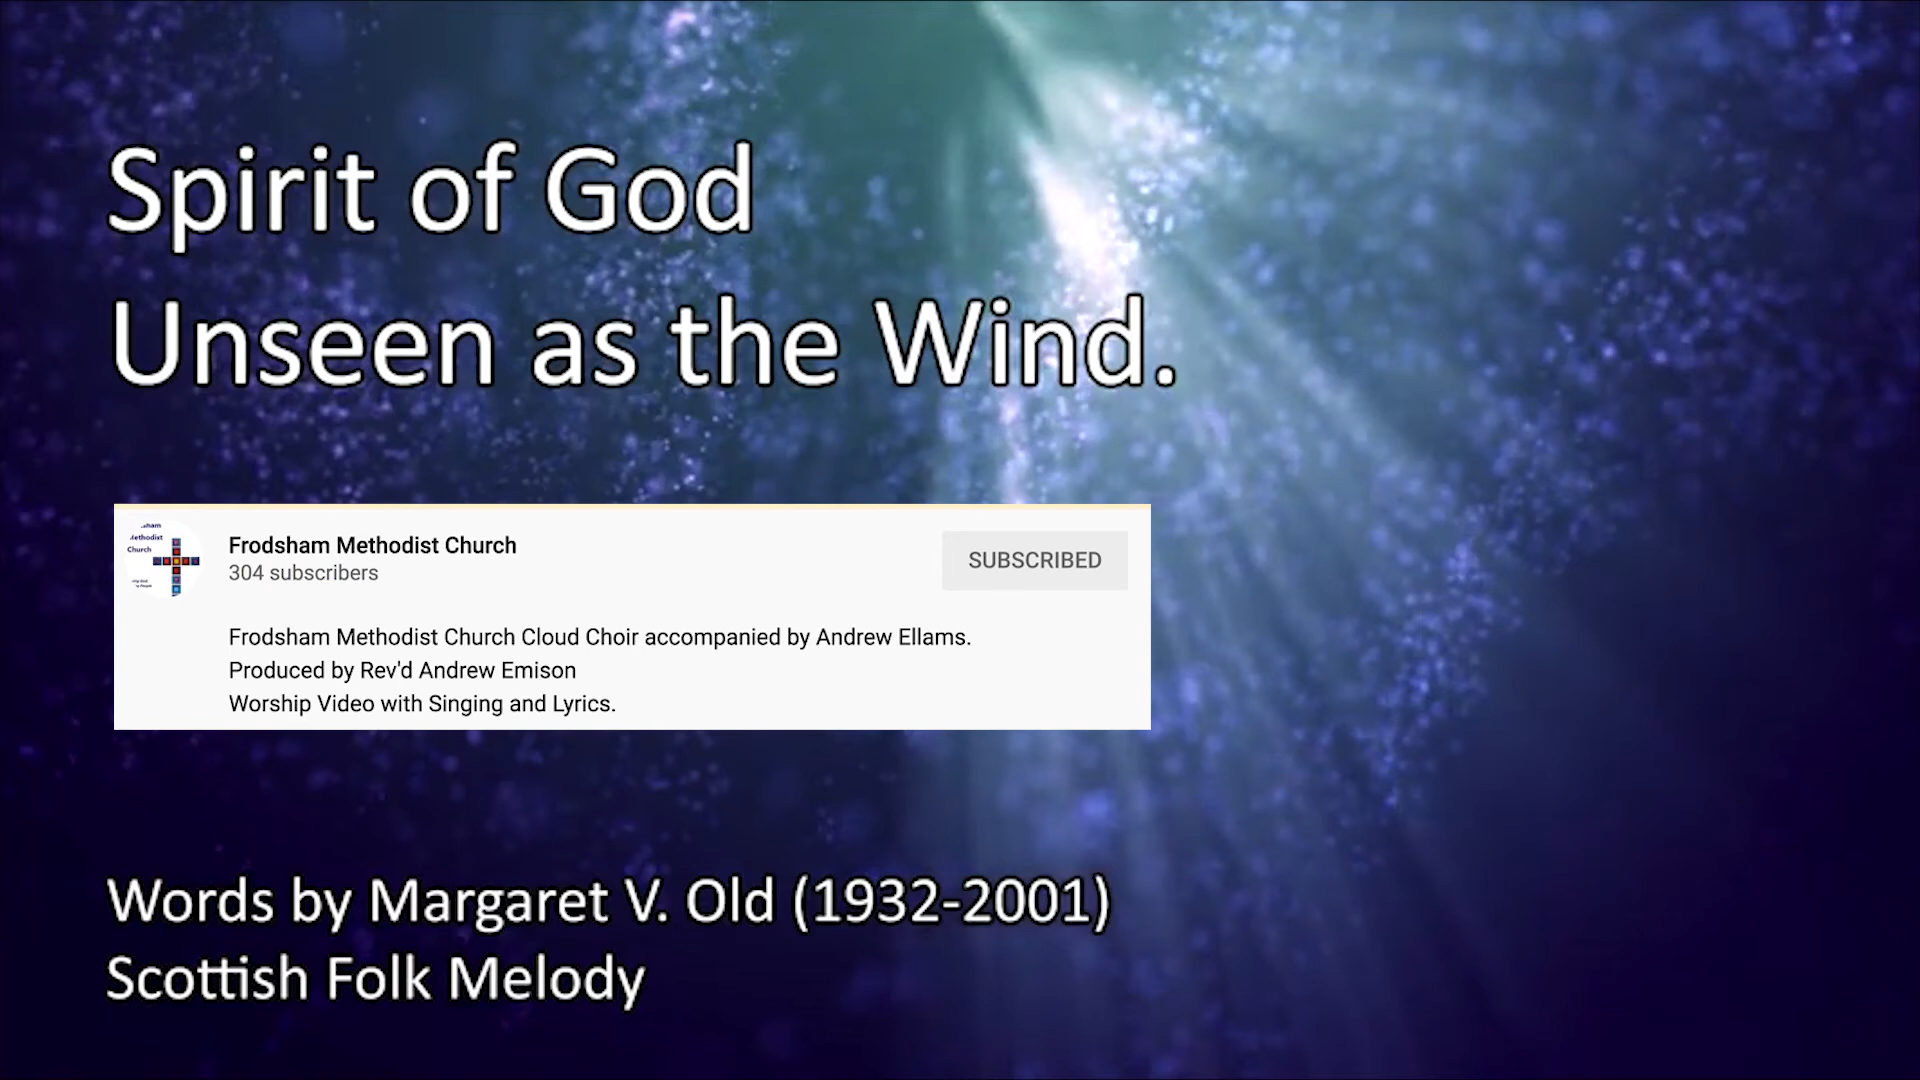 Spirit of God
Unseen as the Wind.
Methodist
Church
Frodsham Methodist Church
304 subscribers
SUBSCRIBED
Frodsham Methodist Church Cloud Choir accompanied by Andrew Ellams.
Produced by Rev'd Andrew Emison
Worship Video with Singing and Lyrics.
Words by Margaret V. Old (1932-2001)
Scottish Folk Melody